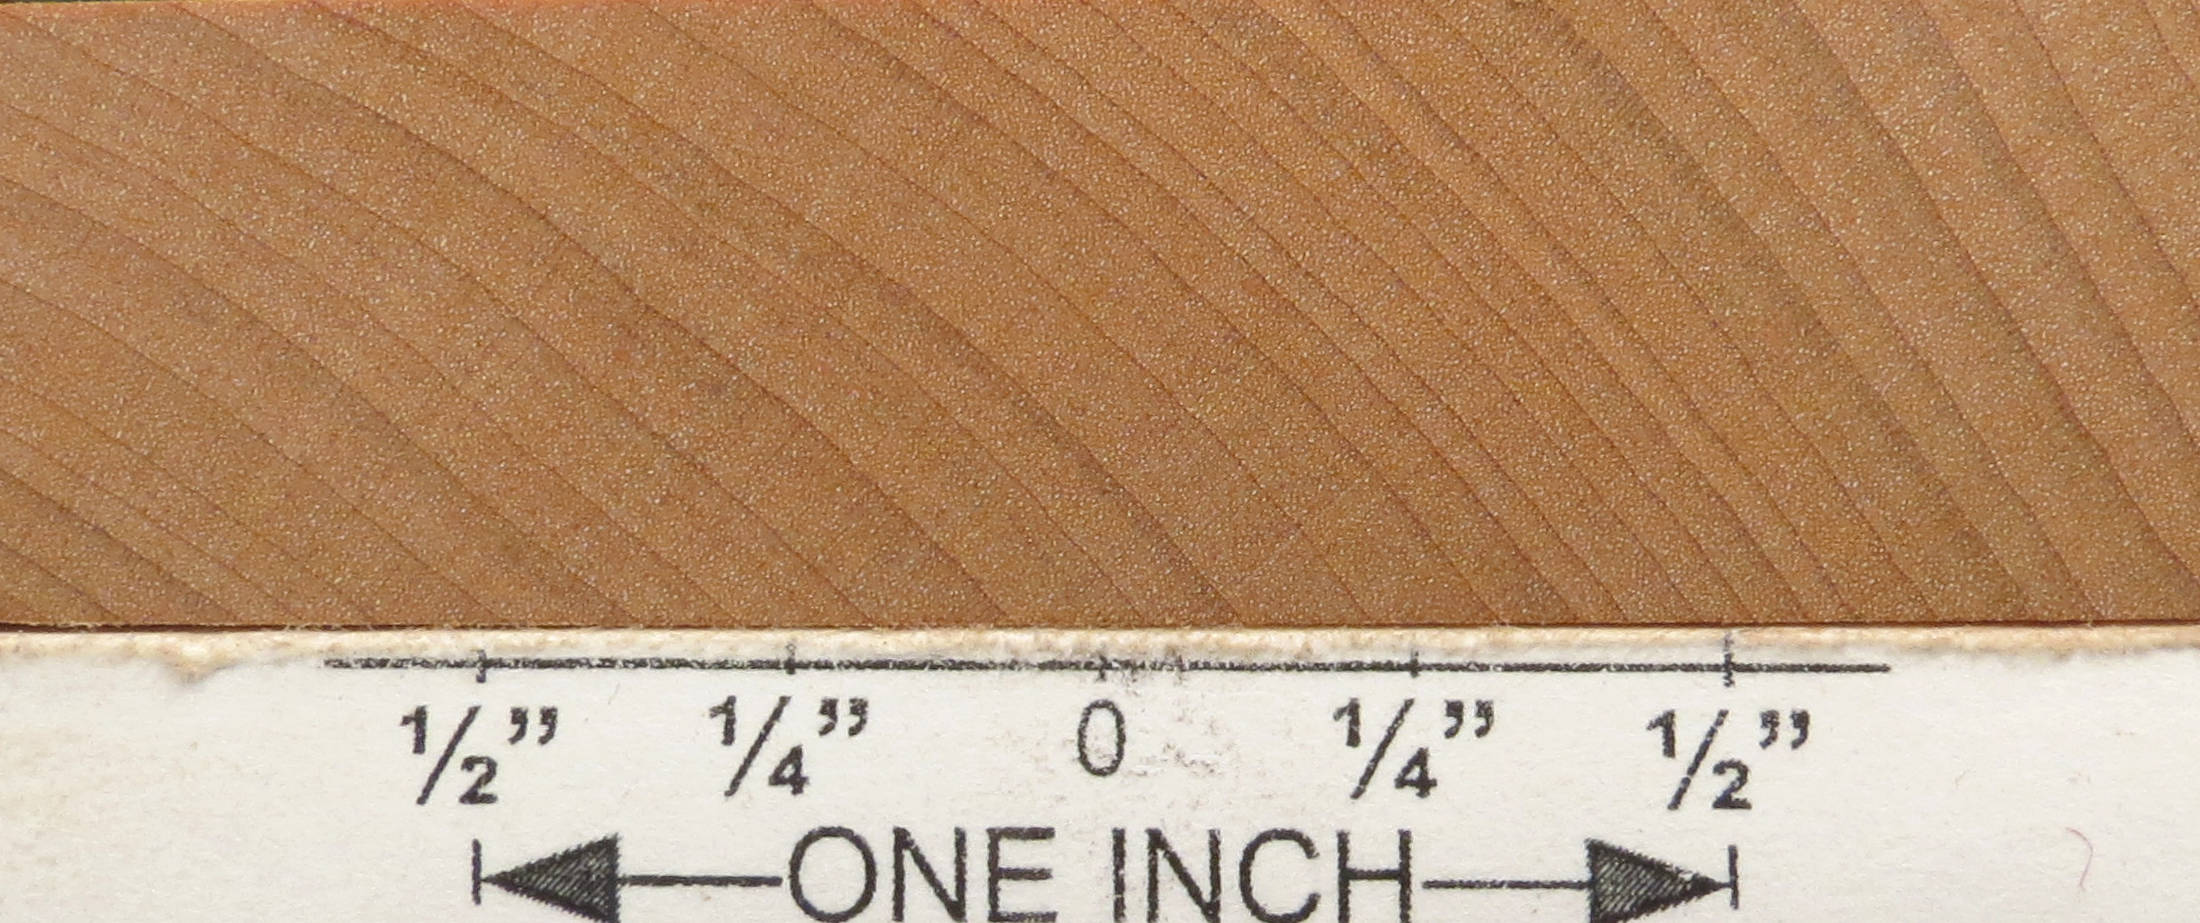 1/2” 1/4” 0 1/4” 1/2”
ONE INCH